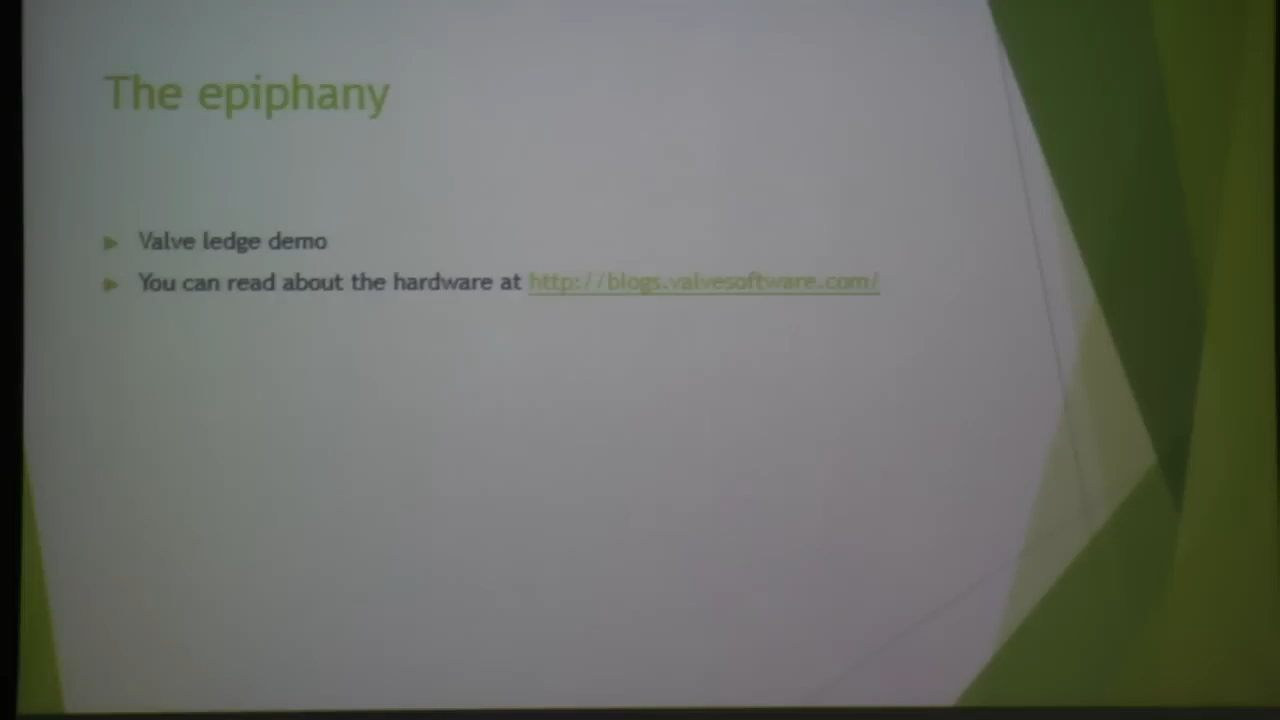 The epiphany
Valve ledge demo
You can read about the hardware at http://blogs.valvesoftware.com/